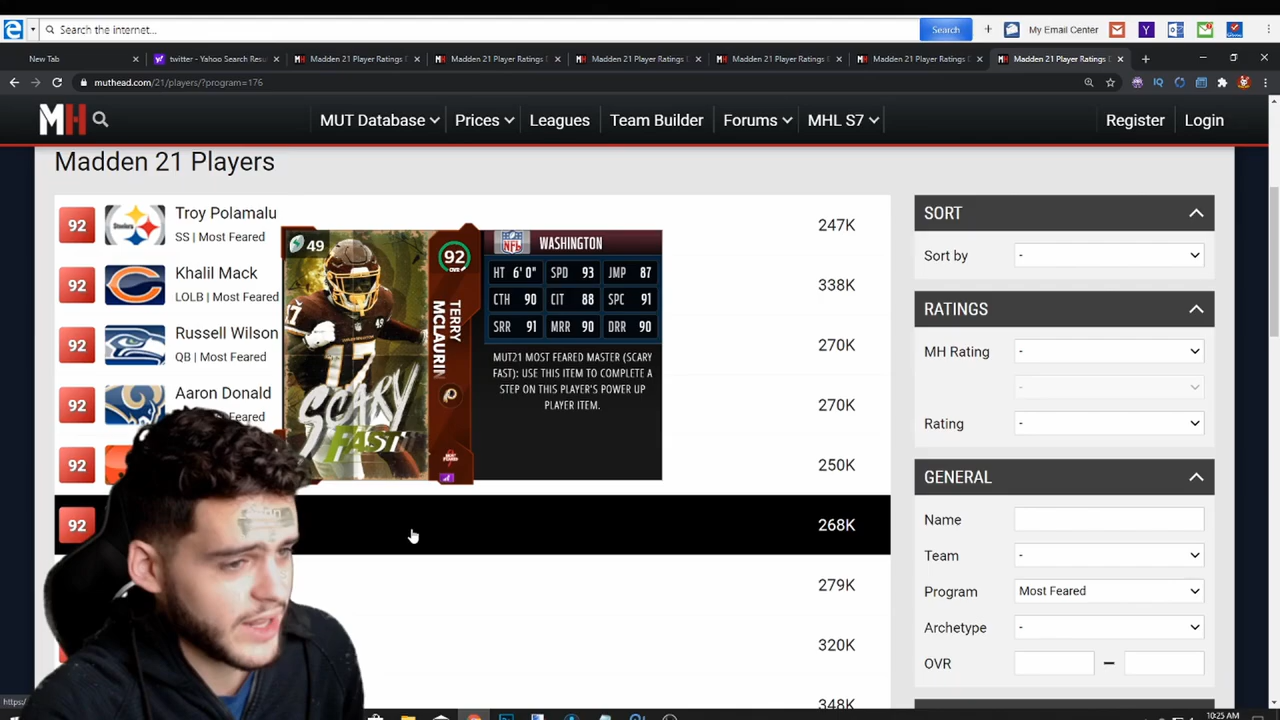 Search the internet...
Search
My Email Center
New Tab
twitter - Yahoo Search Resu
Madden 21 Player Ratings D
Madden 21 Player Ratings D
Madden 21 Player Ratings D
Madden 21 Player Ratings D
Madden 21 Player Ratings D
Madden 21 Player Ratings D
muthead.com/21/players/?program=176
MH
MUT Database
Prices
Leagues
Team Builder
Forums
MHL S7
Register
Login
Madden 21 Players
92
Troy Polamalu
SS | Most Feared
247K
92
Khalil Mack
LOLB | Most Feared
338K
92
Russell Wilson
QB | Most Feared
270K
92
Aaron Donald
Feared
270K
92
250K
92
268K
279K
320K
348K
49
92
OVR
TERRY
MCLAURIN
SCARY
FAST
NFL
WASHINGTON
HT 6' 0" SPD 93 JMP 87
CTH 90 CIT 88 SPC 91
SRR 91 MRR 90 DRR 90
MUT21 MOST FEARED MASTER (SCARY
FAST): USE THIS ITEM TO COMPLETE A
STEP ON THIS PLAYER'S POWER UP
PLAYER ITEM.
SORT
Sort by -
RATINGS
MH Rating -
-
Rating -
GENERAL
Name
Team -
Program Most Feared
Archetype -
OVR –
https:/
10:25 AM